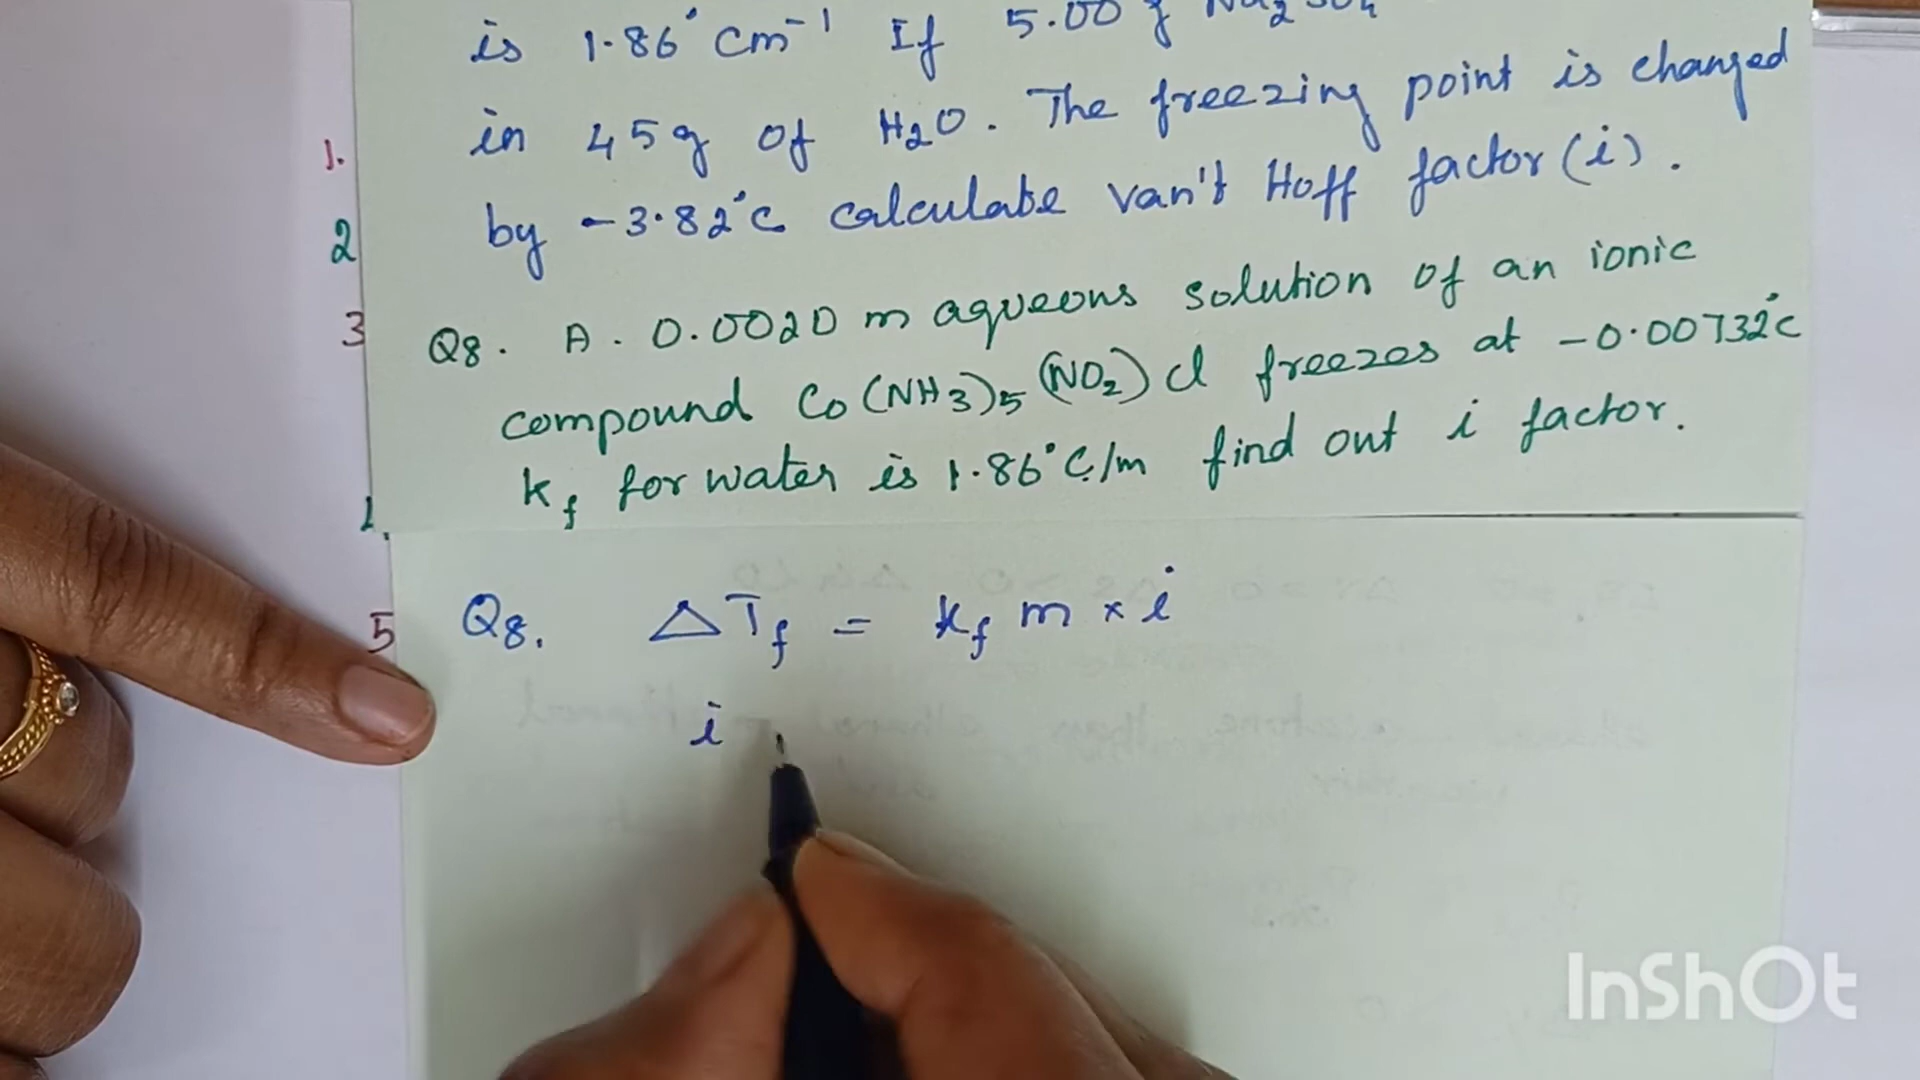 is 1.86°Cm⁻¹ If 5.00 g Na₂SO₄
in 45g of H₂O. The freezing point is changed
1.
by -3.82°C calculate van't Hoff factor (i).
2
Q8. A. 0.0020 m aqueons solution of an ionic
3
compound Co(NH₃)₅(NO₂)Cl freezes at -0.00732°C
kf for water is 1.86°C/m find out i factor.
1.
Q8. ΔTf = kf m × i
5
i
InShOt